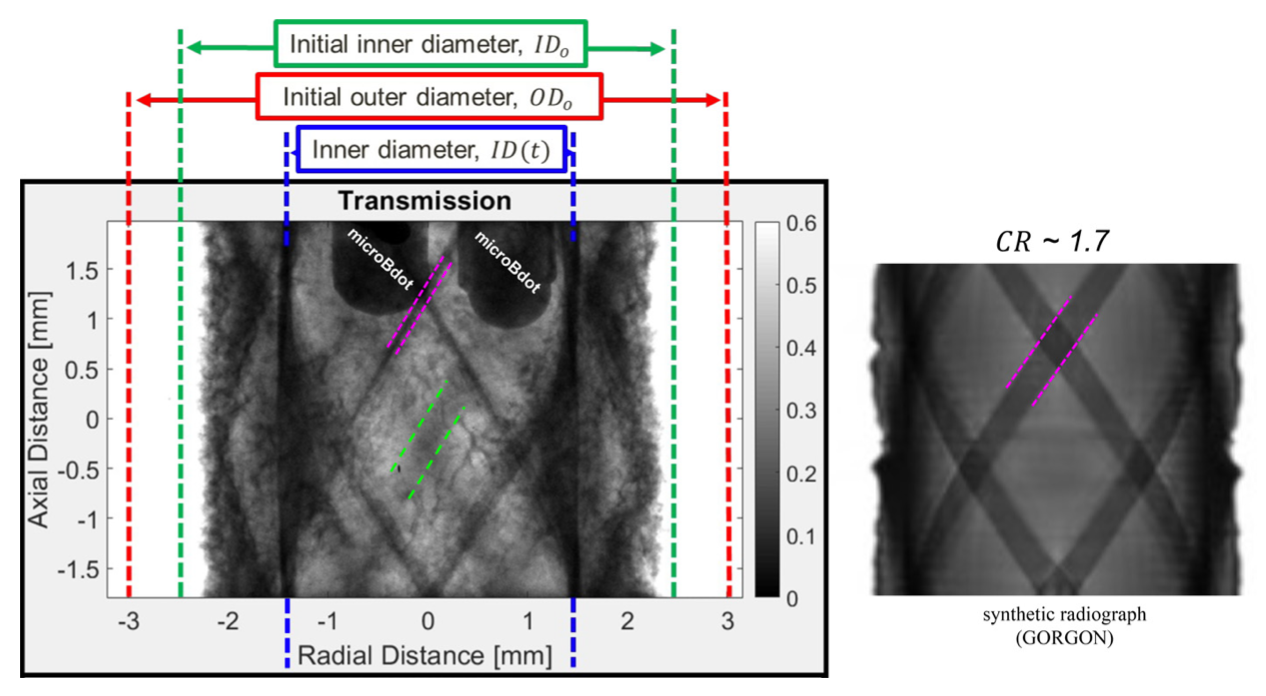 Initial inner diameter, IDₒ
Initial outer diameter, ODₒ
Inner diameter, ID(t)
Transmission
microBdot
microBdot
Axial Distance [mm]
1.5
1
0.5
0
-0.5
-1
-1.5
-3
-2
-1
0
1
2
3
Radial Distance [mm]
0.6
0.5
0.4
0.3
0.2
0.1
0
CR ~ 1.7
synthetic radiograph
(GORGON)